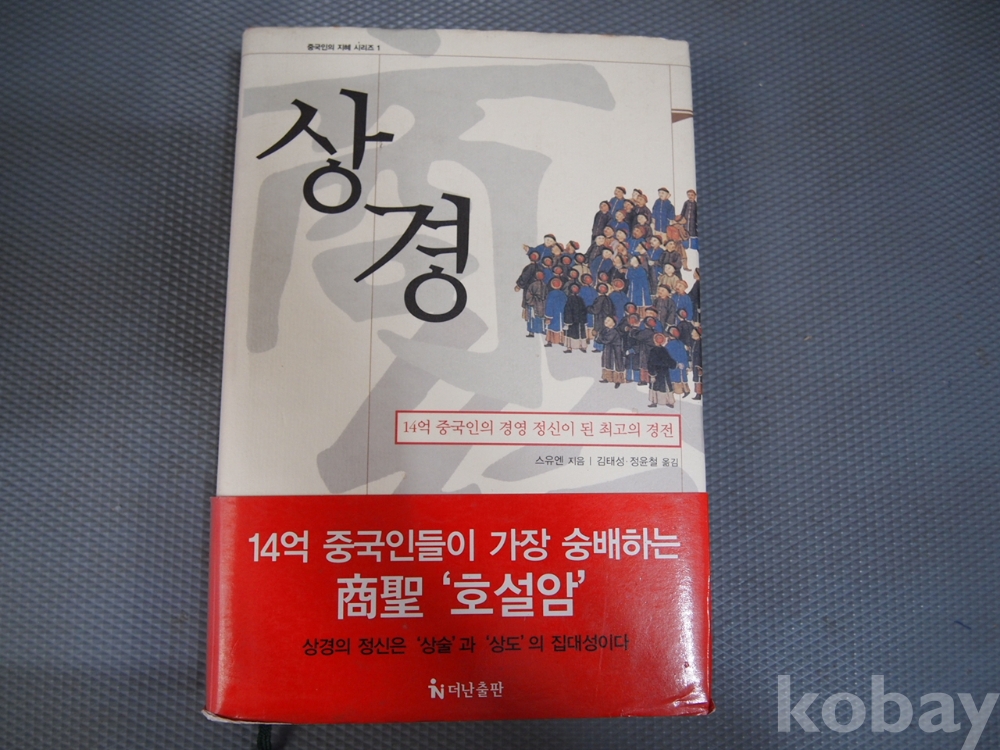 중국인의 지혜 시리즈 1
상경
14억 중국인의 경영 정신이 된 최고의 경전
스유엔 지음 | 김태성·정윤철 옮김
14억 중국인들이 가장 숭배하는
商聖 '호설암'
상경의 정신은 '상술'과 '상도'의 집대성이다
더난출판
kobay